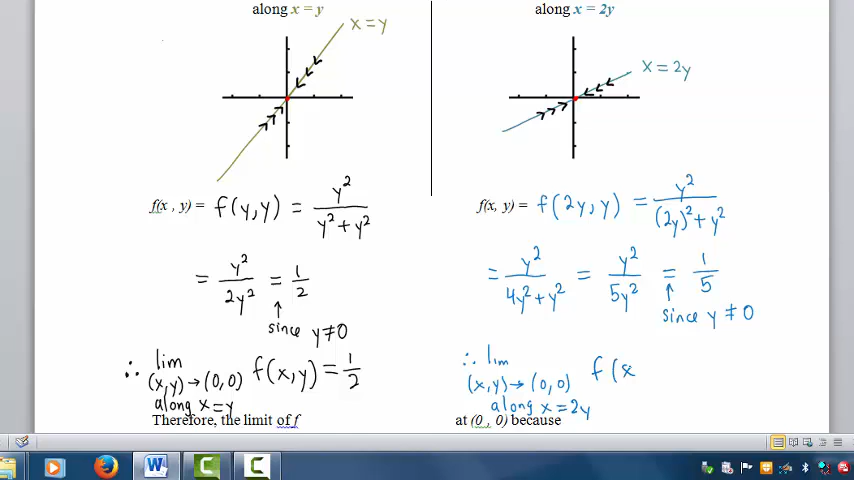 along x = y
x = y
f(x , y) = f(y,y) = y² / y² + y²
= y² / 2y² = 1/2
↑
since y ≠ 0
∴ lim (x,y) → (0,0) f(x,y) = 1/2
along x = y
along x = 2y
x = 2y
f(x, y) = f(2y, y) = y² / (2y)² + y²
= y² / 4y² + y² = y² / 5y² = 1/5
↑
since y ≠ 0
∴ lim (x,y) → (0,0) f(x
along x = 2y
Therefore, the limit of f at (0 , 0) because